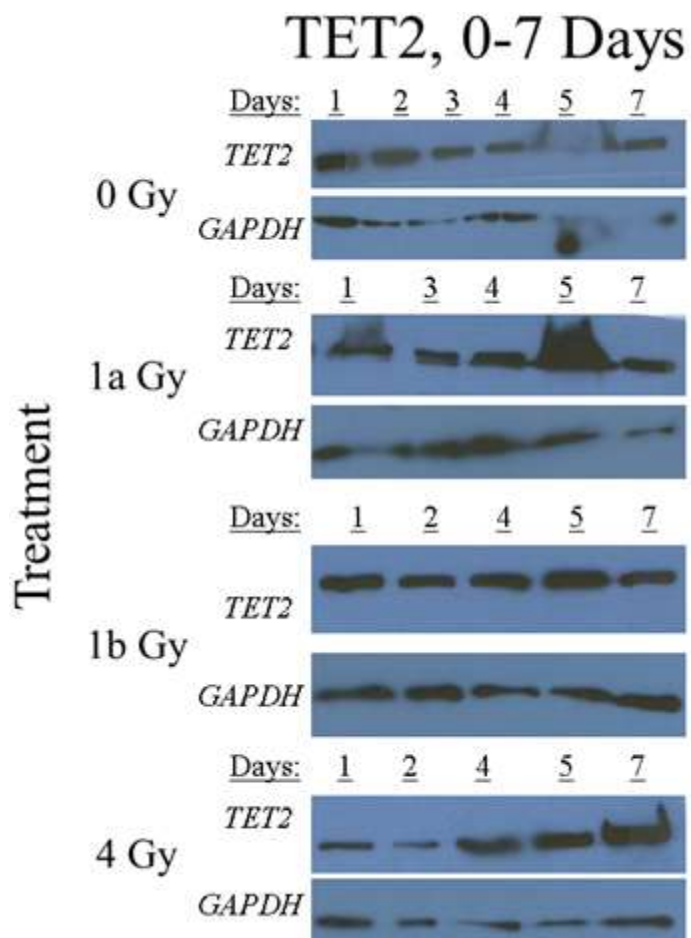 TET2, 0-7 Days
Days: 1 2 3 4 5 7
TET2
0 Gy
GAPDH
Days: 1 3 4 5 7
TET2
1a Gy
GAPDH
Treatment
Days: 1 2 4 5 7
TET2
1b Gy
GAPDH
Days: 1 2 4 5 7
TET2
4 Gy
GAPDH